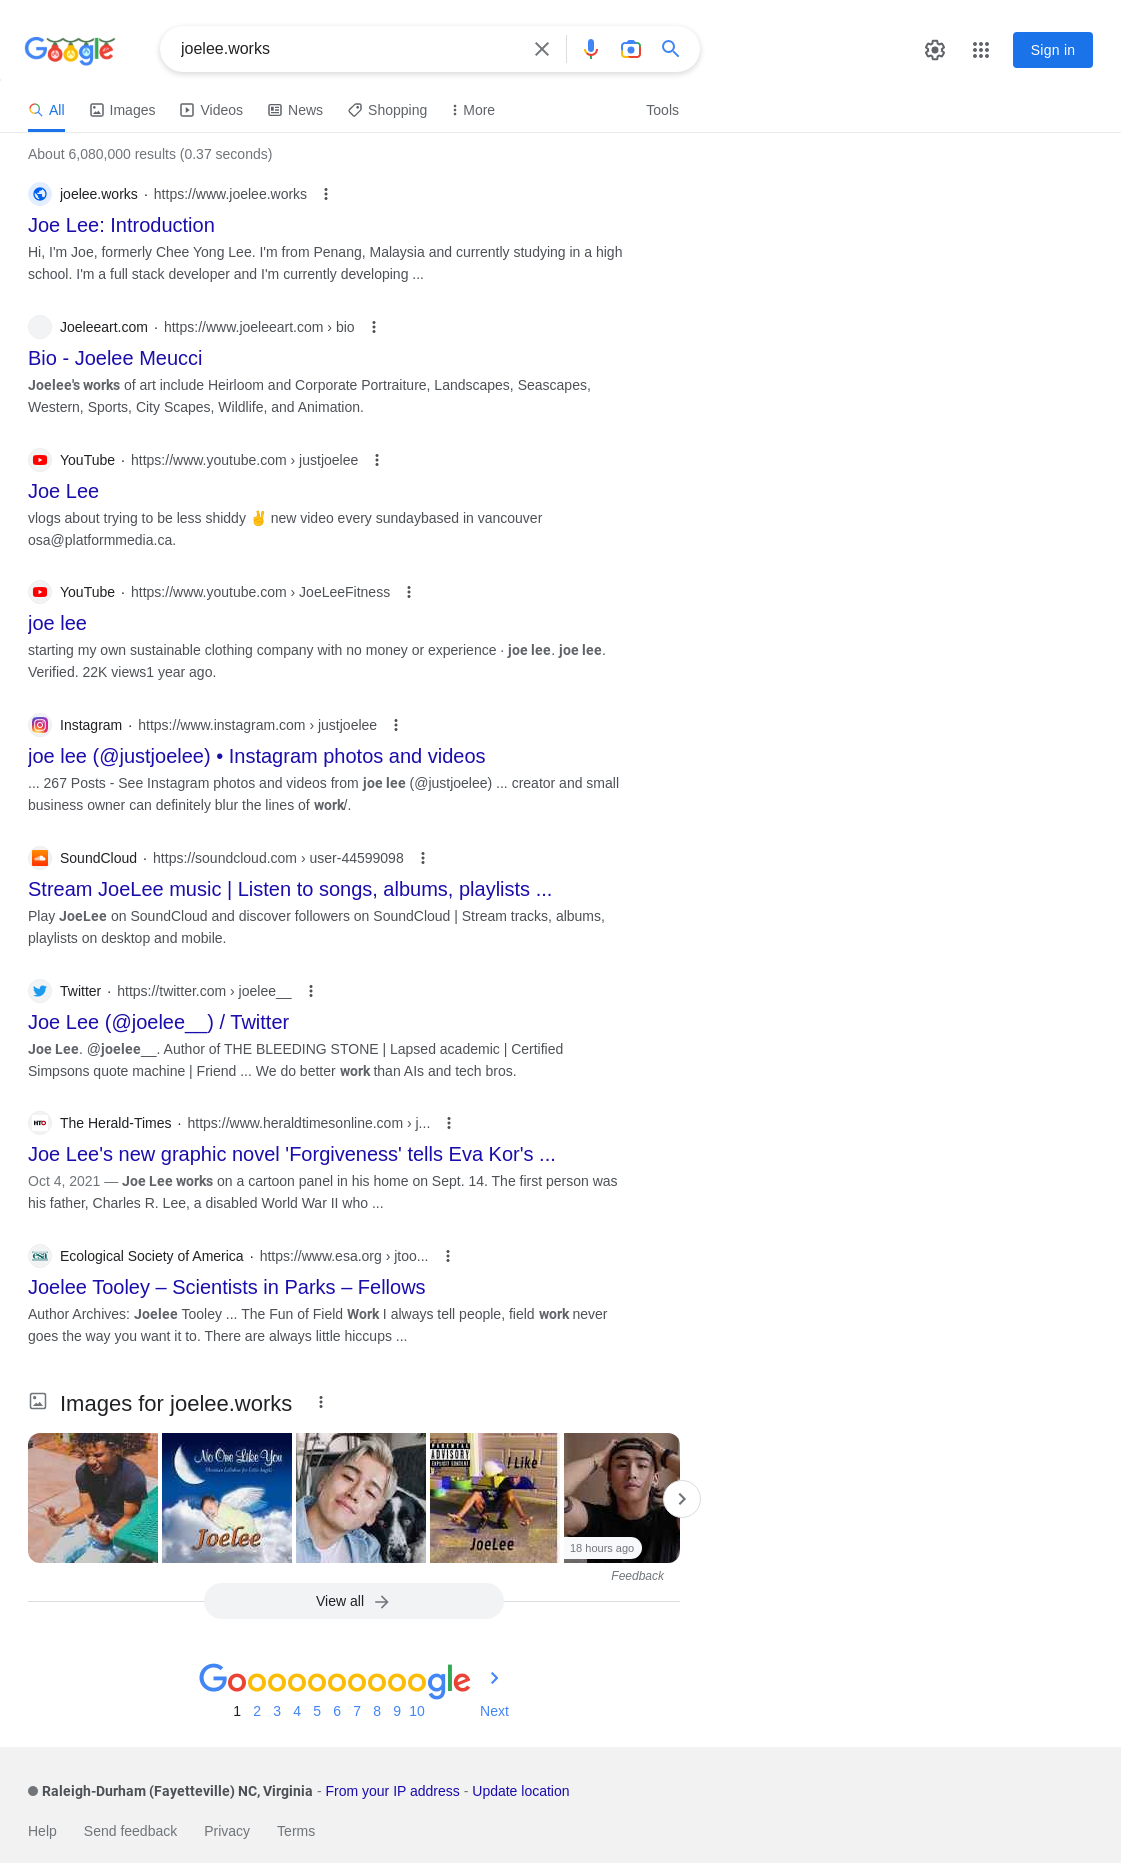 Google
joelee.works
Sign in
All
Images
Videos
News
Shopping
More
Tools
About 6,080,000 results (0.37 seconds)
joelee.works · https://www.joelee.works
Joe Lee: Introduction
Hi, I'm Joe, formerly Chee Yong Lee. I'm from Penang, Malaysia and currently studying in a high
school. I'm a full stack developer and I'm currently developing ...
Joeleeart.com · https://www.joeleeart.com › bio
Bio - Joelee Meucci
Joelee's works of art include Heirloom and Corporate Portraiture, Landscapes, Seascapes,
Western, Sports, City Scapes, Wildlife, and Animation.
YouTube · https://www.youtube.com › justjoelee
Joe Lee
vlogs about trying to be less shiddy ✌️ new video every sundaybased in vancouver
osa@platformmedia.ca.
YouTube · https://www.youtube.com › JoeLeeFitness
joe lee
starting my own sustainable clothing company with no money or experience · joe lee. joe lee.
Verified. 22K views1 year ago.
Instagram · https://www.instagram.com › justjoelee
joe lee (@justjoelee) • Instagram photos and videos
... 267 Posts - See Instagram photos and videos from joe lee (@justjoelee) ... creator and small
business owner can definitely blur the lines of work/.
SoundCloud · https://soundcloud.com › user-44599098
Stream JoeLee music | Listen to songs, albums, playlists ...
Play JoeLee on SoundCloud and discover followers on SoundCloud | Stream tracks, albums,
playlists on desktop and mobile.
Twitter · https://twitter.com › joelee__
Joe Lee (@joelee__) / Twitter
Joe Lee. @joelee__. Author of THE BLEEDING STONE | Lapsed academic | Certified
Simpsons quote machine | Friend ... We do better work than AIs and tech bros.
HTO
The Herald-Times · https://www.heraldtimesonline.com › j...
Joe Lee's new graphic novel 'Forgiveness' tells Eva Kor's ...
Oct 4, 2021 — Joe Lee works on a cartoon panel in his home on Sept. 14. The first person was
his father, Charles R. Lee, a disabled World War II who ...
esa
Ecological Society of America · https://www.esa.org › jtoo...
Joelee Tooley – Scientists in Parks – Fellows
Author Archives: Joelee Tooley ... The Fun of Field Work I always tell people, field work never
goes the way you want it to. There are always little hiccups ...
Images for joelee.works
No One Like You
Joelee
PARENTAL
ADVISORY
EXPLICIT CONTENT
I Like
JoeLee
18 hours ago
Feedback
View all
Goooooooooogle
1 2 3 4 5 6 7 8 9 10 Next
Raleigh-Durham (Fayetteville) NC, Virginia - From your IP address - Update location
Help Send feedback Privacy Terms